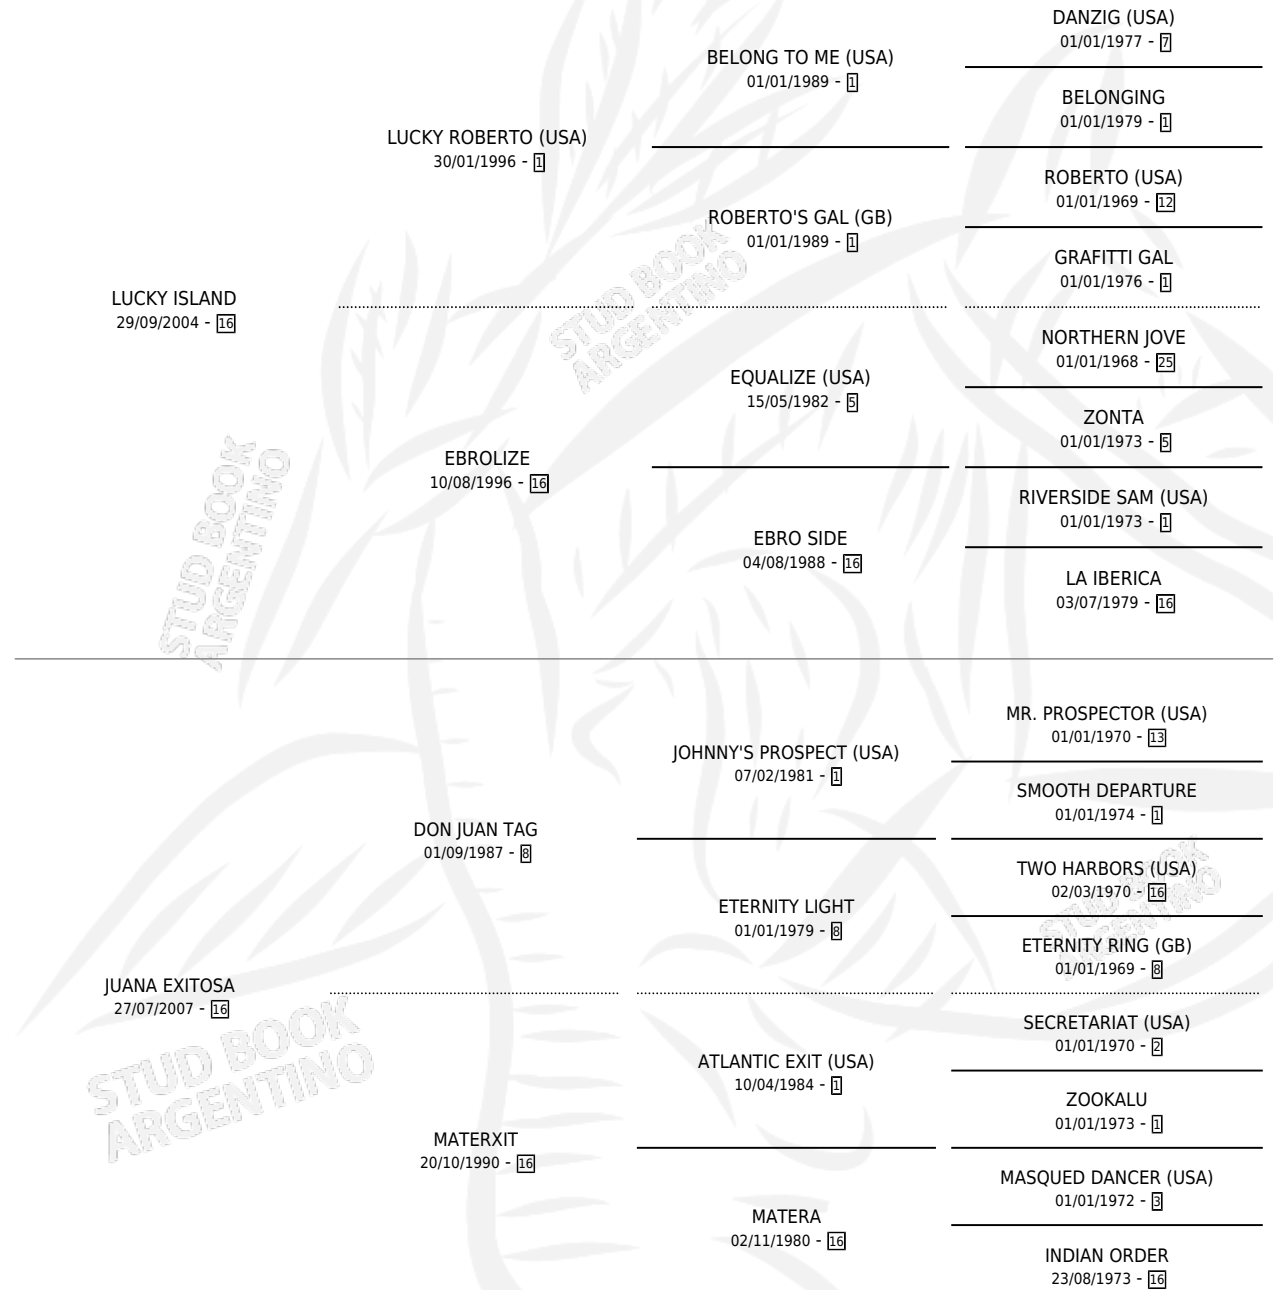 DANZIG (USA)
01/01/1977 - 7
BELONG TO ME (USA)
01/01/1989 - 1
BELONGING
01/01/1979 - 1
LUCKY ROBERTO (USA)
30/01/1996 - 1
ROBERTO (USA)
01/01/1969 - 12
ROBERTO'S GAL (GB)
01/01/1989 - 1
GRAFITTI GAL
01/01/1976 - 1
LUCKY ISLAND
29/09/2004 - 16
STUD BOOK
ARGENTINO
NORTHERN JOVE
01/01/1968 - 25
EQUALIZE (USA)
15/05/1982 - 5
ZONTA
01/01/1973 - 5
EBROLIZE
10/08/1996 - 16
RIVERSIDE SAM (USA)
01/01/1973 - 1
EBRO SIDE
04/08/1988 - 16
LA IBERICA
03/07/1979 - 16
STUD BOOK
ARGENTINO
MR. PROSPECTOR (USA)
01/01/1970 - 13
JOHNNY'S PROSPECT (USA)
07/02/1981 - 1
SMOOTH DEPARTURE
01/01/1974 - 1
DON JUAN TAG
01/09/1987 - 8
TWO HARBORS (USA)
02/03/1970 - 16
ETERNITY LIGHT
01/01/1979 - 8
STUD BOOK
ARGENTINO
ETERNITY RING (GB)
01/01/1969 - 8
JUANA EXITOSA
27/07/2007 - 16
STUD BOOK
ARGENTINO
SECRETARIAT (USA)
01/01/1970 - 2
ATLANTIC EXIT (USA)
10/04/1984 - 1
ZOOKALU
01/01/1973 - 1
MATERXIT
20/10/1990 - 16
MASQUED DANCER (USA)
01/01/1972 - 3
MATERA
02/11/1980 - 16
INDIAN ORDER
23/08/1973 - 16